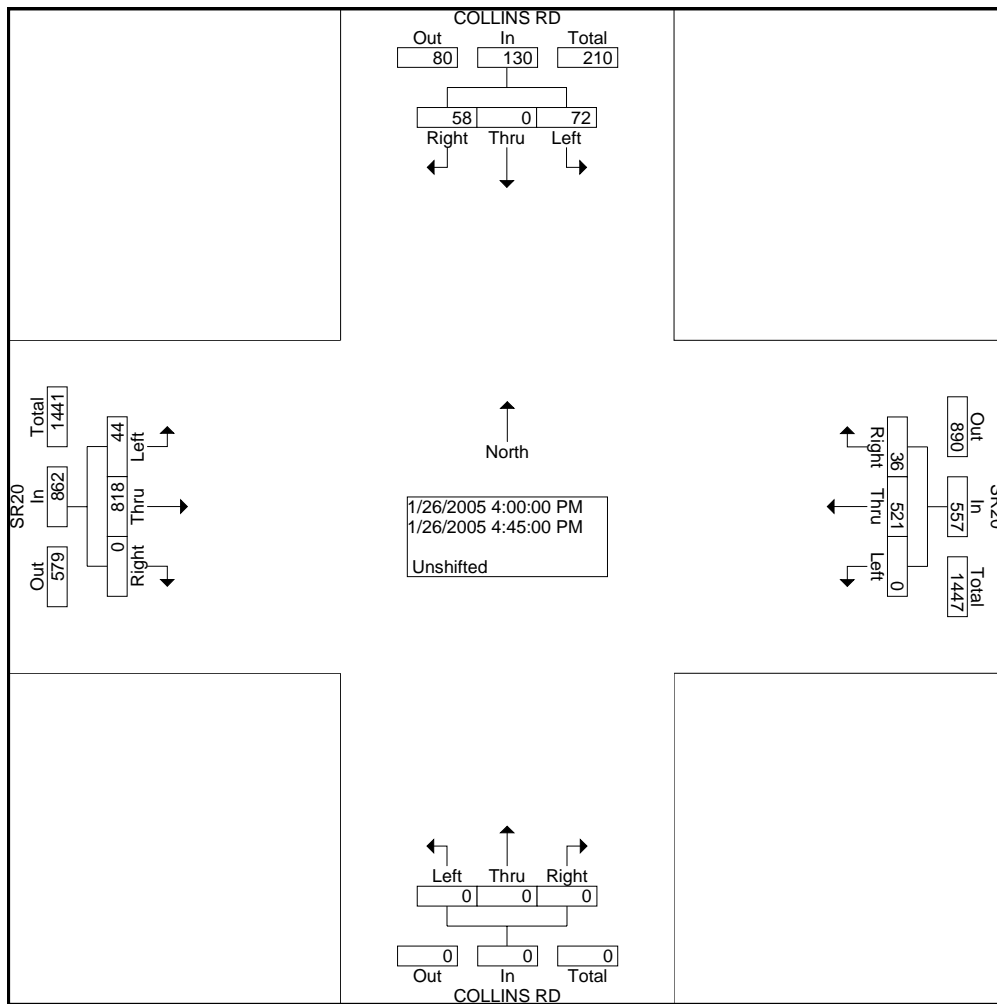 COLLINS RD
Out In Total
80 130 210
58 0 72
Right Thru Left
SR20
Total 1441
In 862
Out 579
44 818 0
Left Thru Right
North
1/26/2005 4:00:00 PM
1/26/2005 4:45:00 PM
Unshifted
Right Thru Left
36 521 0
Out 890
In 557
Total 1447
SR20
Left Thru Right
0 0 0
0 0 0
Out In Total
COLLINS RD